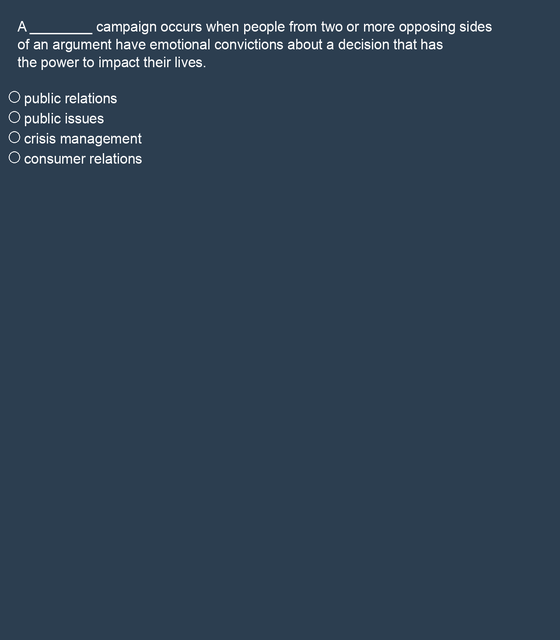 A ________ campaign occurs when people from two or more opposing sides
of an argument have emotional convictions about a decision that has
the power to impact their lives.
public relations
public issues
crisis management
consumer relations